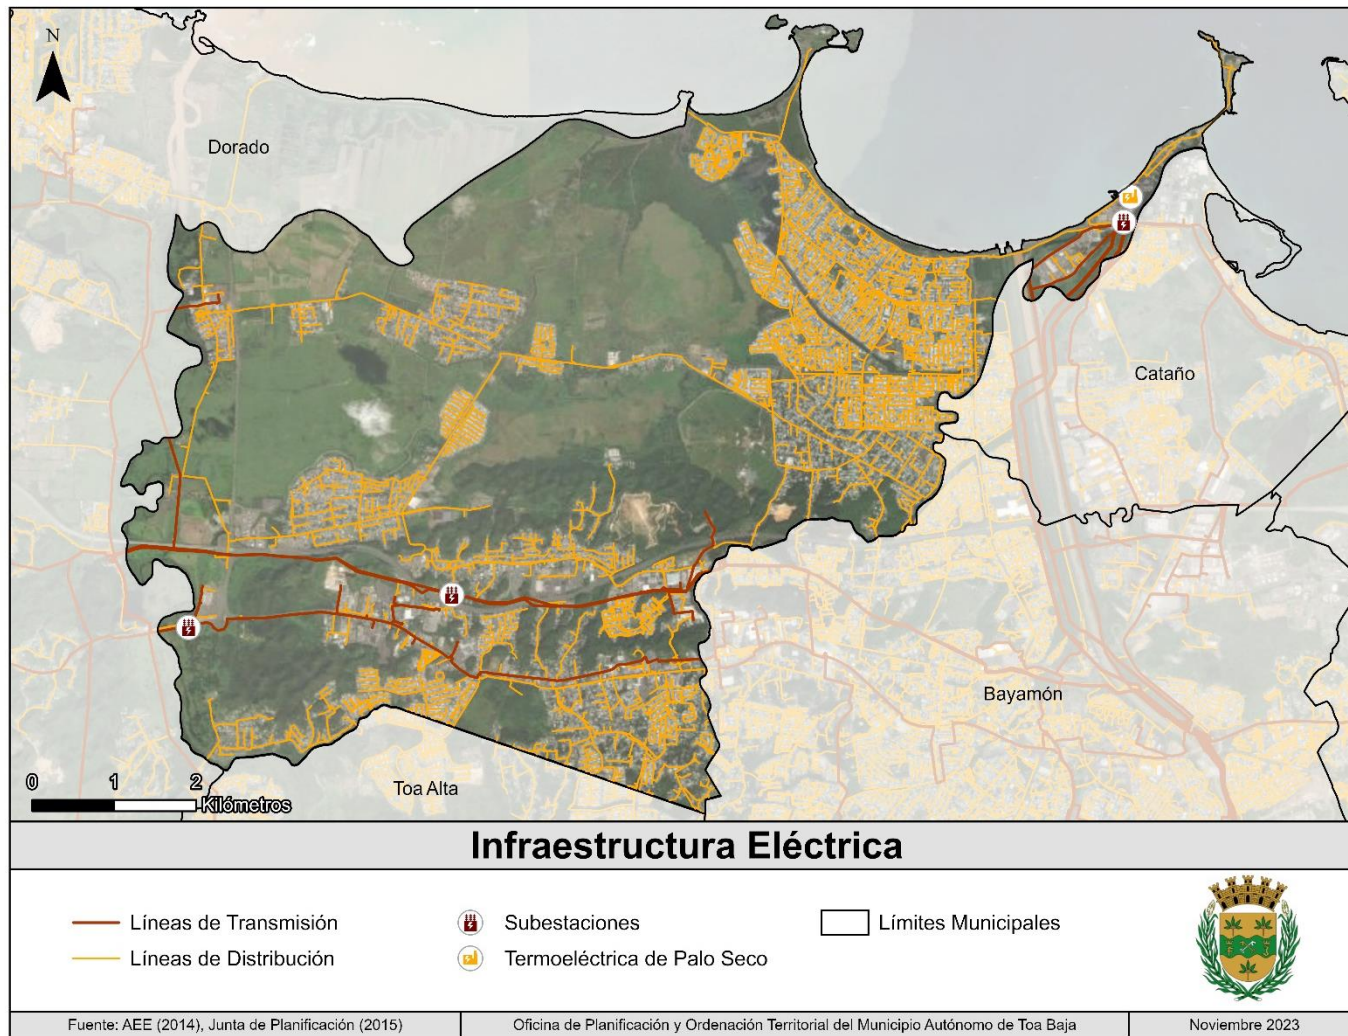 N
Dorado
Cataño
Bayamón
Toa Alta
0 1 2
Kilómetros
Infraestructura Eléctrica
Líneas de Transmisión
Líneas de Distribución
Subestaciones
Termoeléctrica de Palo Seco
Límites Municipales
Fuente: AEE (2014), Junta de Planificación (2015)
Oficina de Planificación y Ordenación Territorial del Municipio Autónomo de Toa Baja
Noviembre 2023